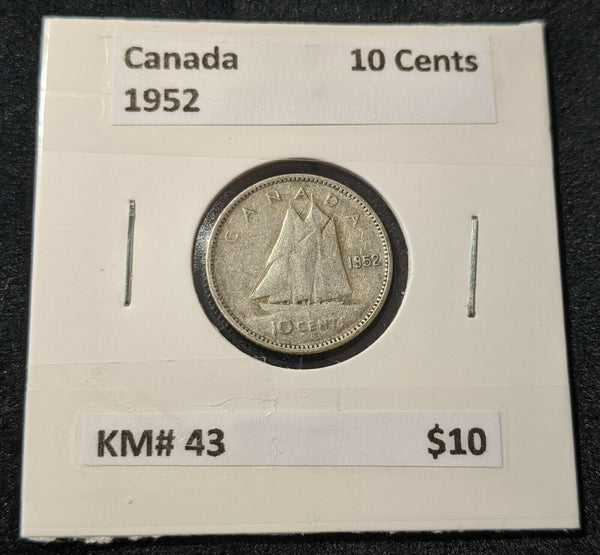 Canada 10 Cents
1952
CANADA
1952
10 CENTS
KM# 43 $10